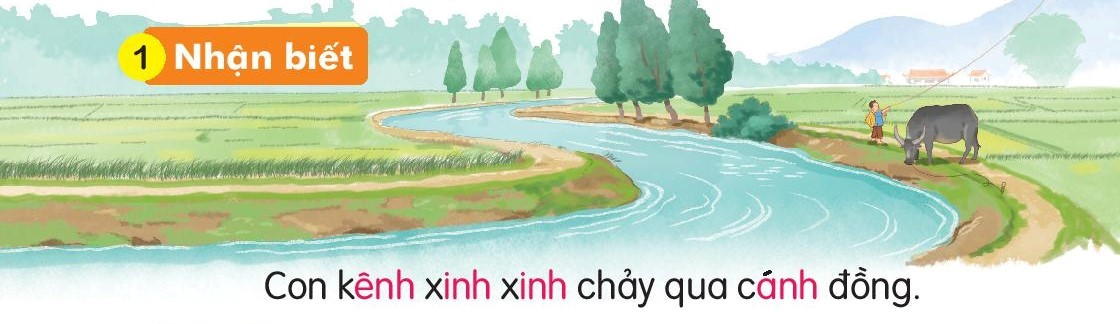 1 Nhận biết
Con kênh xinh xinh chảy qua cánh đồng.